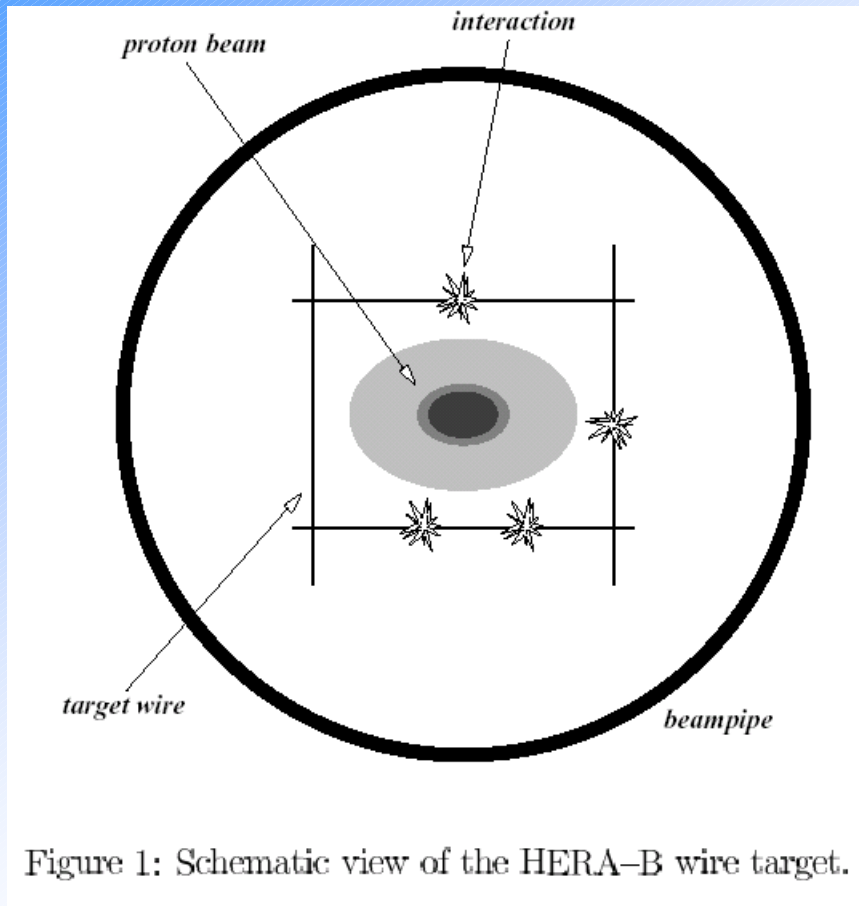 interaction
proton beam
target wire
beampipe
Figure 1: Schematic view of the HERA–B wire target.